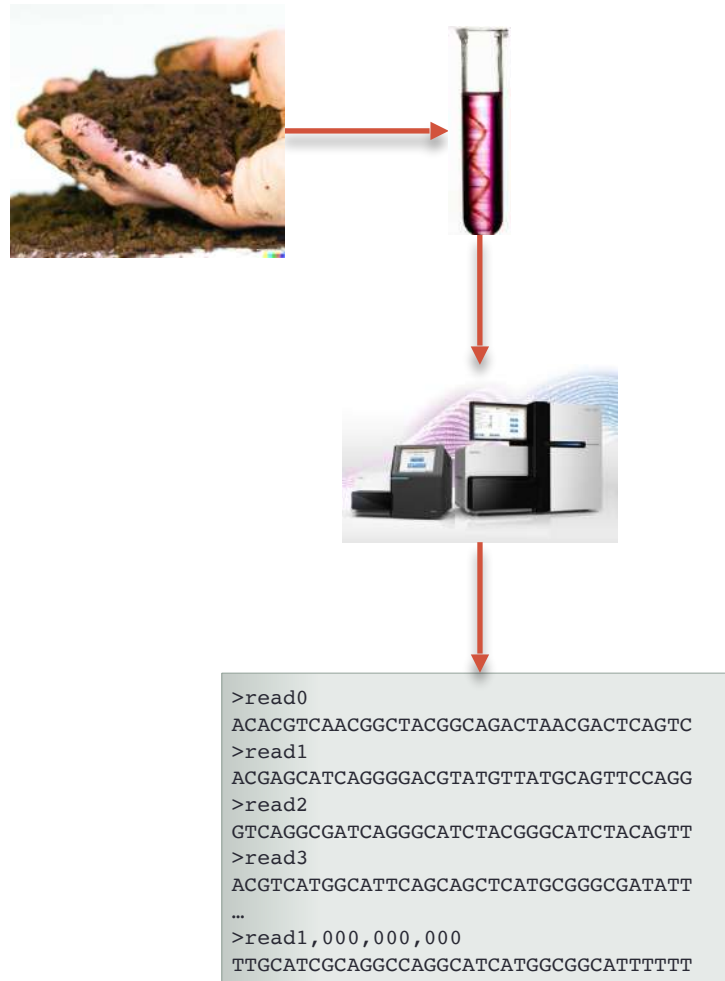 >read0
ACACGTCAACGGCTACGGCAGACTAACGACTCAGTC
>read1
ACGAGCATCAGGGGACGTATGTTATGCAGTTCCAGG
>read2
GTCAGGCGATCAGGGCATCTACGGGCATCTACAGTT
>read3
ACGTCATGGCATTCAGCAGCTCATGCGGGCGATATT
…
>read1,000,000,000
TTGCATCGCAGGCCAGGCATCATGGCGGCATTTTTT